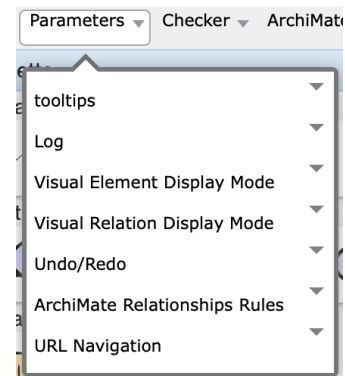 Parameters Checker ArchiMate
tooltips
Log
Visual Element Display Mode
Visual Relation Display Mode
Undo/Redo
ArchiMate Relationships Rules
URL Navigation